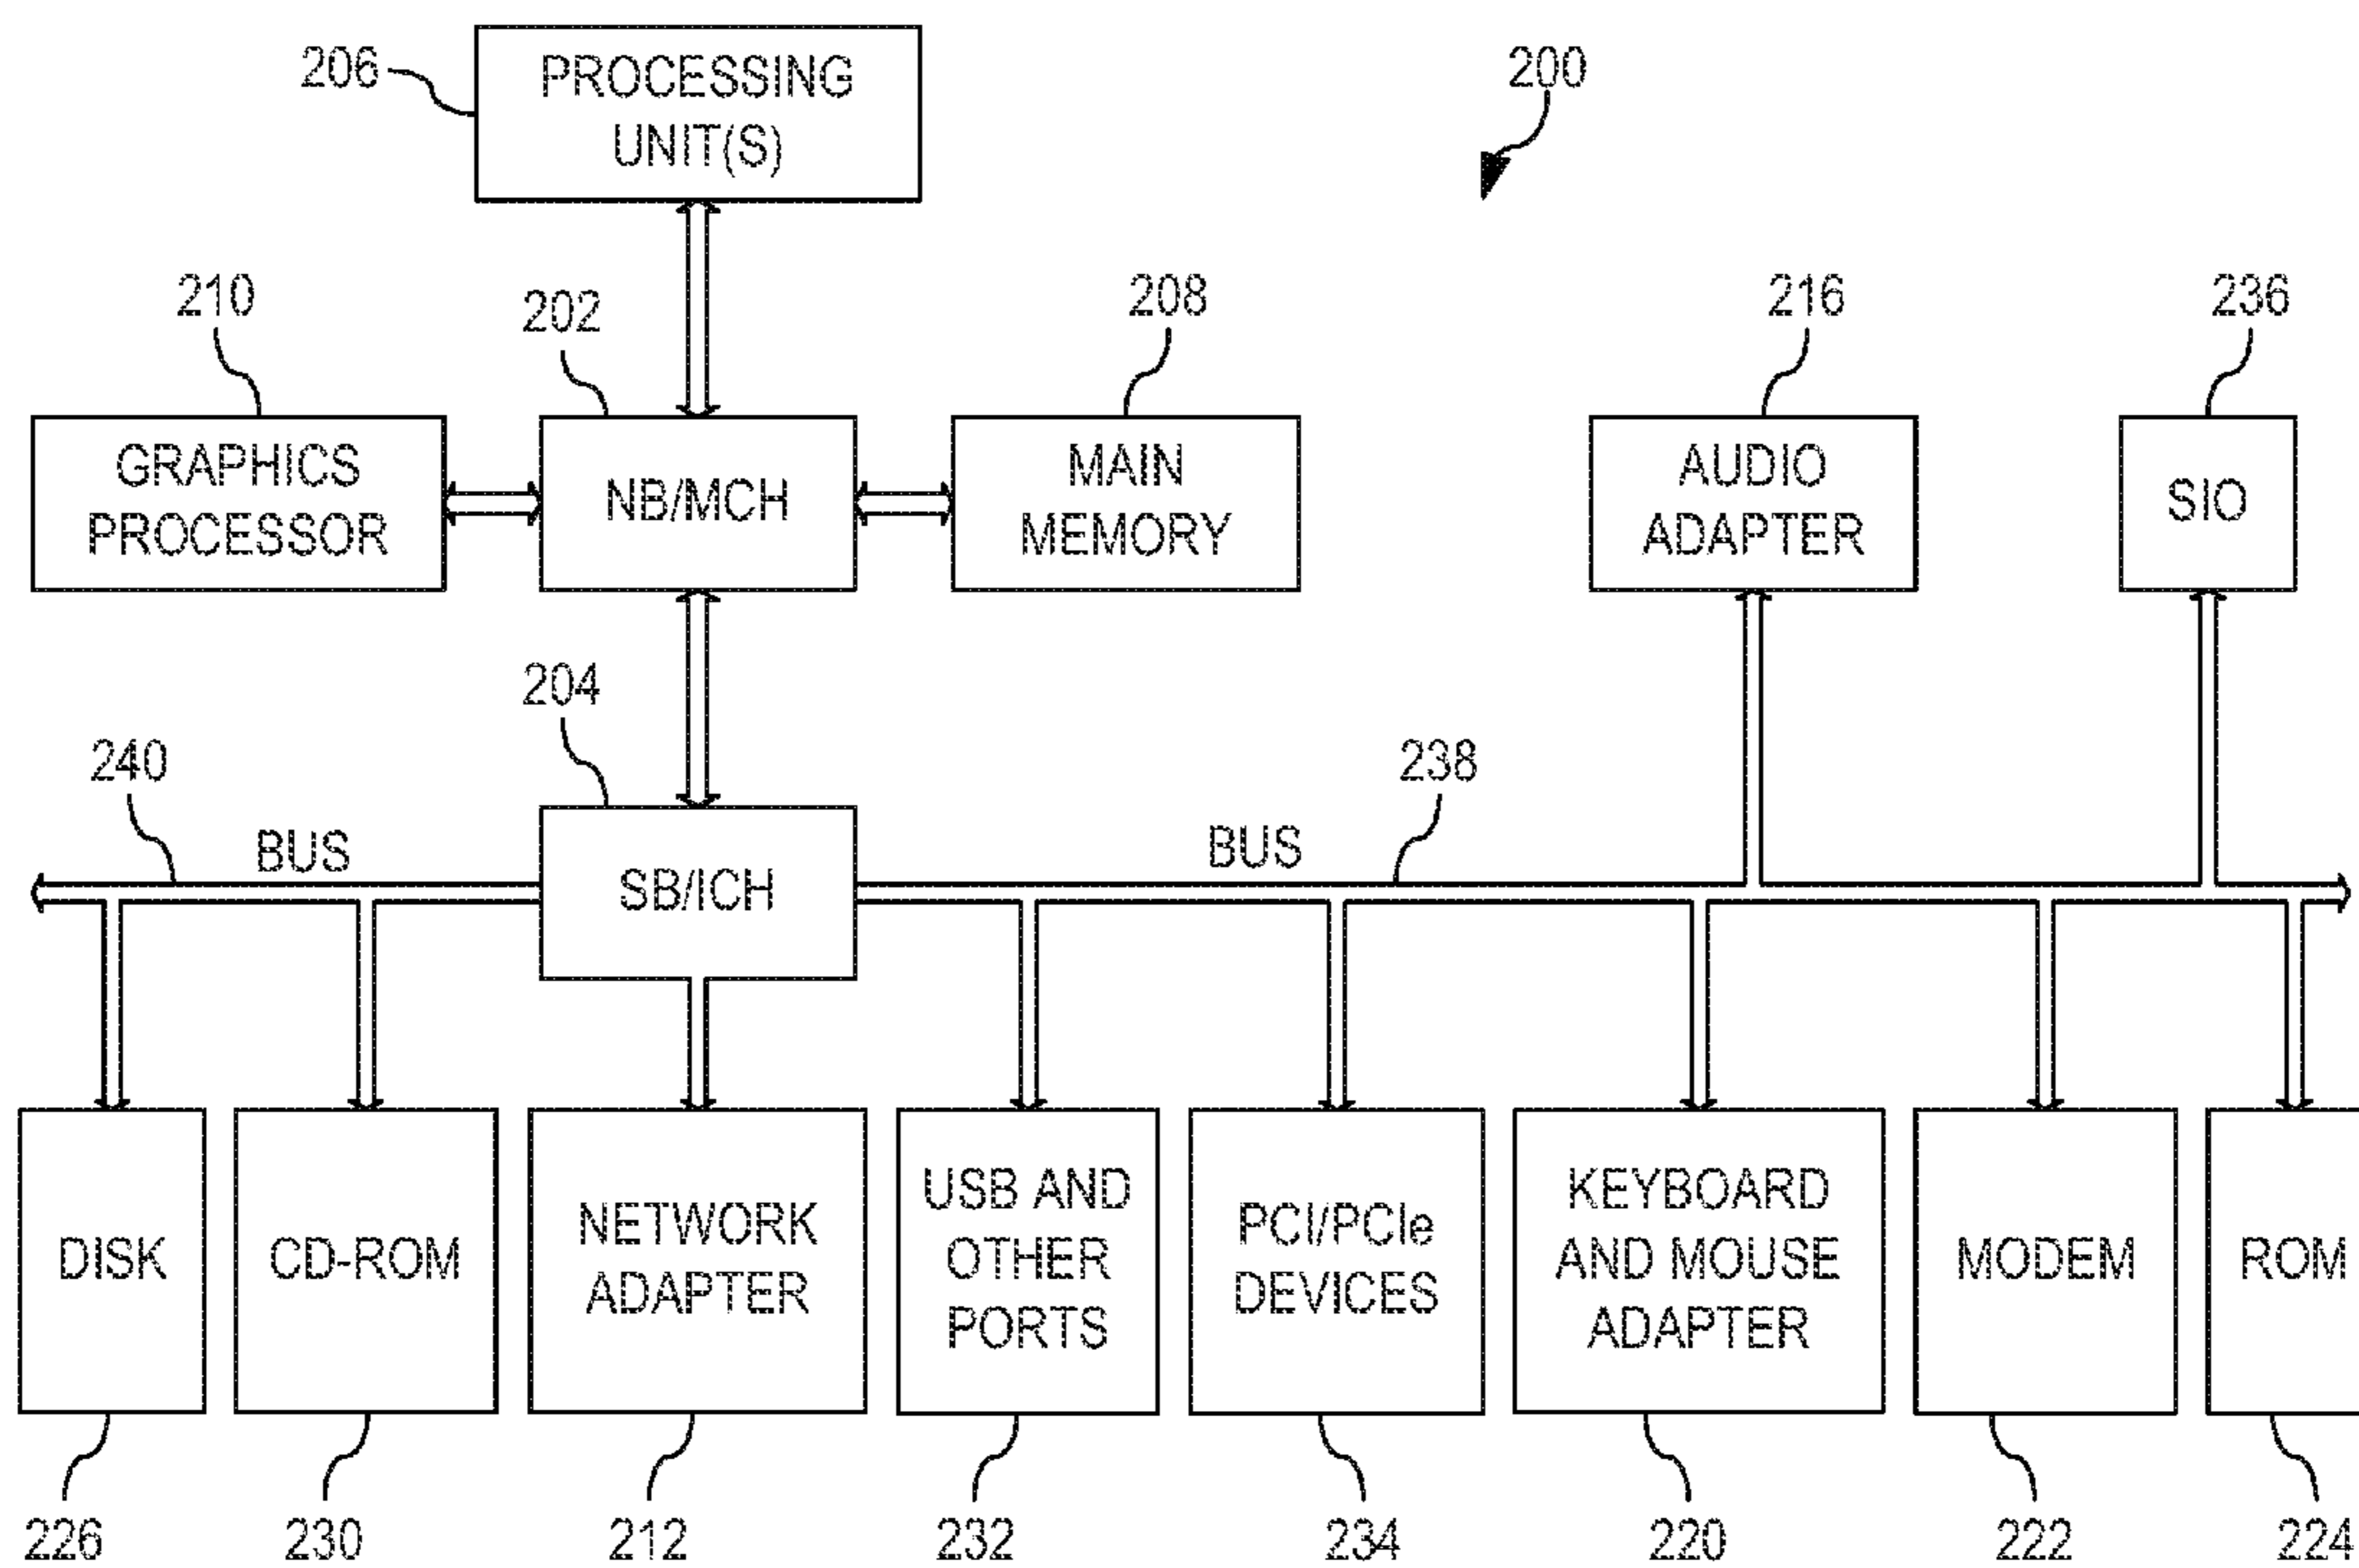 206
PROCESSING
UNIT(S)
200
210
202
208
216
236
GRAPHICS
PROCESSOR
NB/MCH
MAIN
MEMORY
AUDIO
ADAPTER
SIO
204
240
238
BUS
BUS
SB/ICH
DISK
CD-ROM
NETWORK
ADAPTER
USB AND
OTHER
PORTS
PCI/PCIe
DEVICES
KEYBOARD
AND MOUSE
ADAPTER
MODEM
ROM
226
230
212
232
234
220
222
224